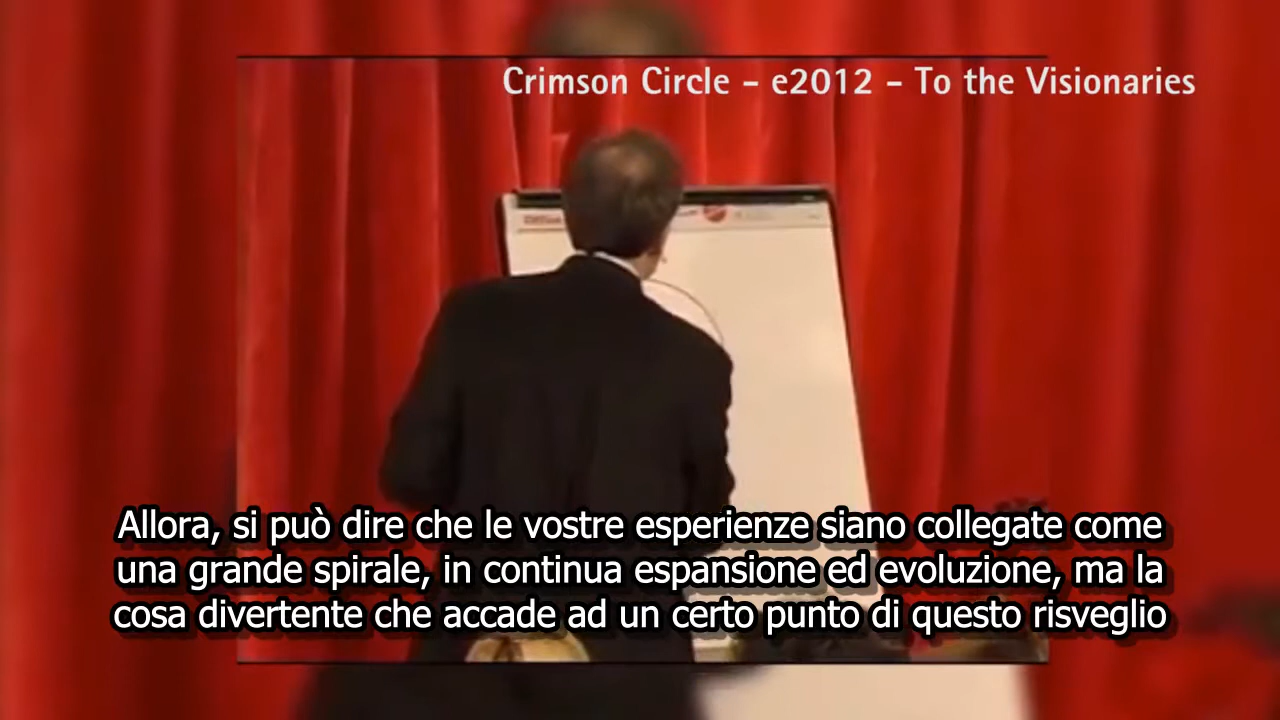 Crimson Circle - e2012 - To the Visionaries
Allora, si può dire che le vostre esperienze siano collegate come
una grande spirale, in continua espansione ed evoluzione, ma la
cosa divertente che accade ad un certo punto di questo risveglio